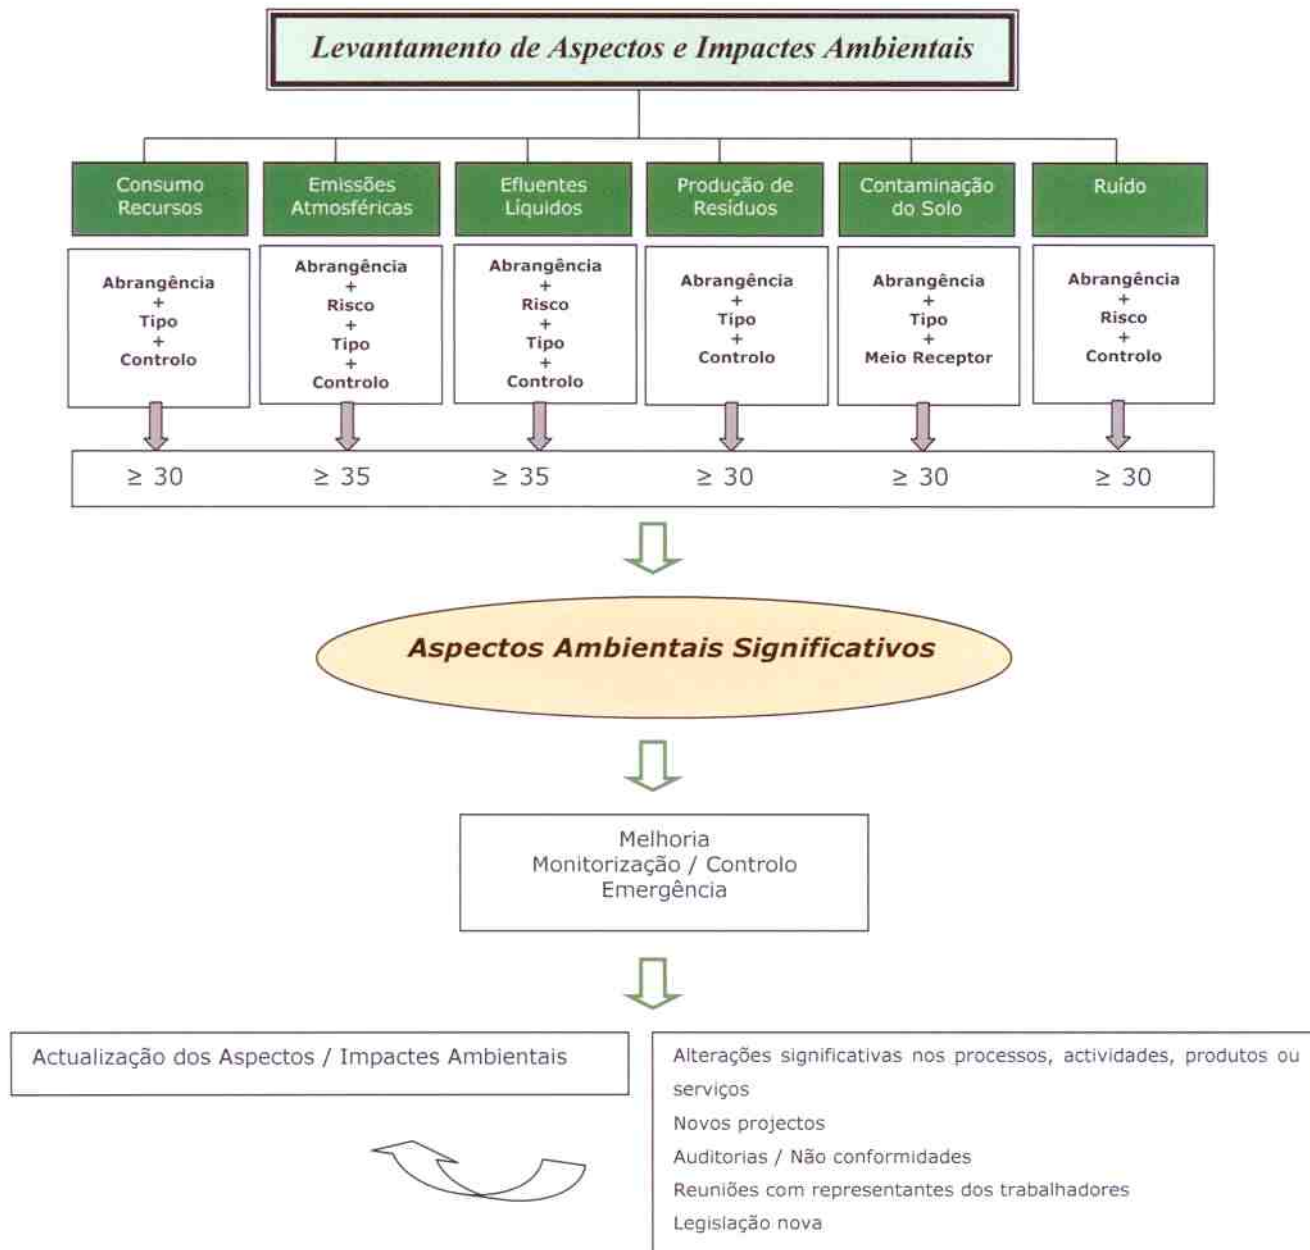 Levantamento de Aspectos e Impactes Ambientais
Consumo
Recursos
Emissões
Atmosféricas
Efluentes
Líquidos
Produção de
Resíduos
Contaminação
do Solo
Ruído
Abrangência
+
Tipo
+
Controlo
Abrangência
+
Risco
+
Tipo
+
Controlo
Abrangência
+
Risco
+
Tipo
+
Controlo
Abrangência
+
Tipo
+
Controlo
Abrangência
+
Tipo
+
Meio Receptor
Abrangência
+
Risco
+
Controlo
≥ 30
≥ 35
≥ 35
≥ 30
≥ 30
≥ 30
Aspectos Ambientais Significativos
Melhoria
Monitorização / Controlo
Emergência
Actualização dos Aspectos / Impactes Ambientais
Alterações significativas nos processos, actividades, produtos ou
serviços
Novos projectos
Auditorias / Não conformidades
Reuniões com representantes dos trabalhadores
Legislação nova